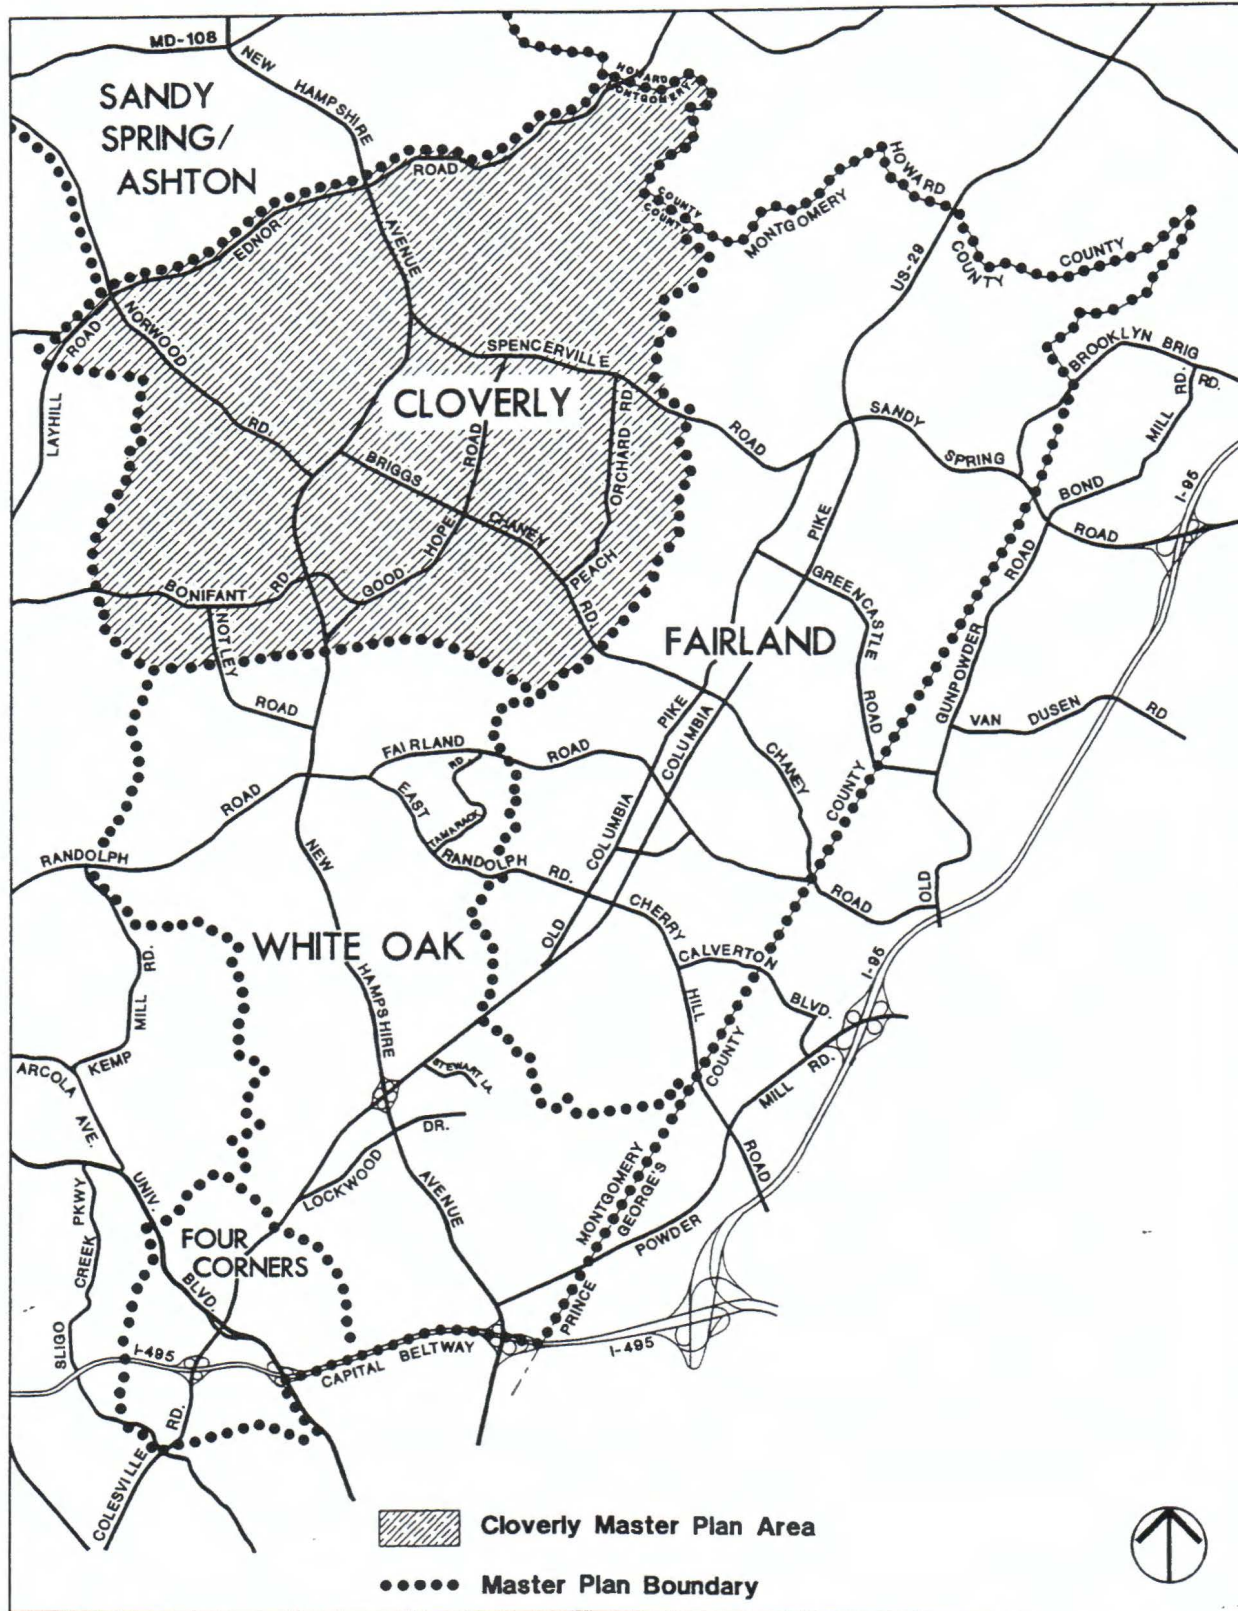 MD-108
NEW
HAMPSHIRE
AVENUE
SANDY
SPRING/
ASHTON
HOWARD
MONTGOMERY
COUNTY
COUNTY
MONTGOMERY
HOWARD
COUNTY
COUNTY
US-29
EDNOR
ROAD
ROAD
LAYHILL
NORWOOD
RD.
SPENCERVILLE
ROAD
CLOVERLY
BRIGGS
CHANEY
RD.
ROAD
HOPE
GOOD
ORCHARD RD.
PEACH
BONIFANT
RD
NOTLEY
ROAD
SANDY
SPRING
ROAD
BROOKLYN BRIG
RD.
MILL RD.
BOND
I-95
PIKE
GREENCASTLE
ROAD
FAIRLAND
GUNPOWDER
ROAD
OLD
VAN DUSEN
RD
PIKE
COLUMBIA
COLUMBIA
OLD
CHANEY
ROAD
COUNTY
FAIRLAND
ROAD
RD.
TAMARACK
EAST
RANDOLPH
RD.
RANDOLPH
ROAD
CHERRY
HILL
ROAD
CALVERTON
BLVD.
I-95
WHITE OAK
NEW
HAMPSHIRE
AVENUE
MILL RD.
KEMP
ARCOLA
AVE.
STEWART LA.
LOCKWOOD
DR.
COUNTY
MONTGOMERY
GEORGE'S
PRINCE
POWDER
MILL RD.
UNIV.
BLVD.
FOUR
CORNERS
SLIGO
CREEK
PKWY
I-495
CAPITAL BELTWAY
I-495
COLESVILLE
RD.
Cloverly Master Plan Area
Master Plan Boundary